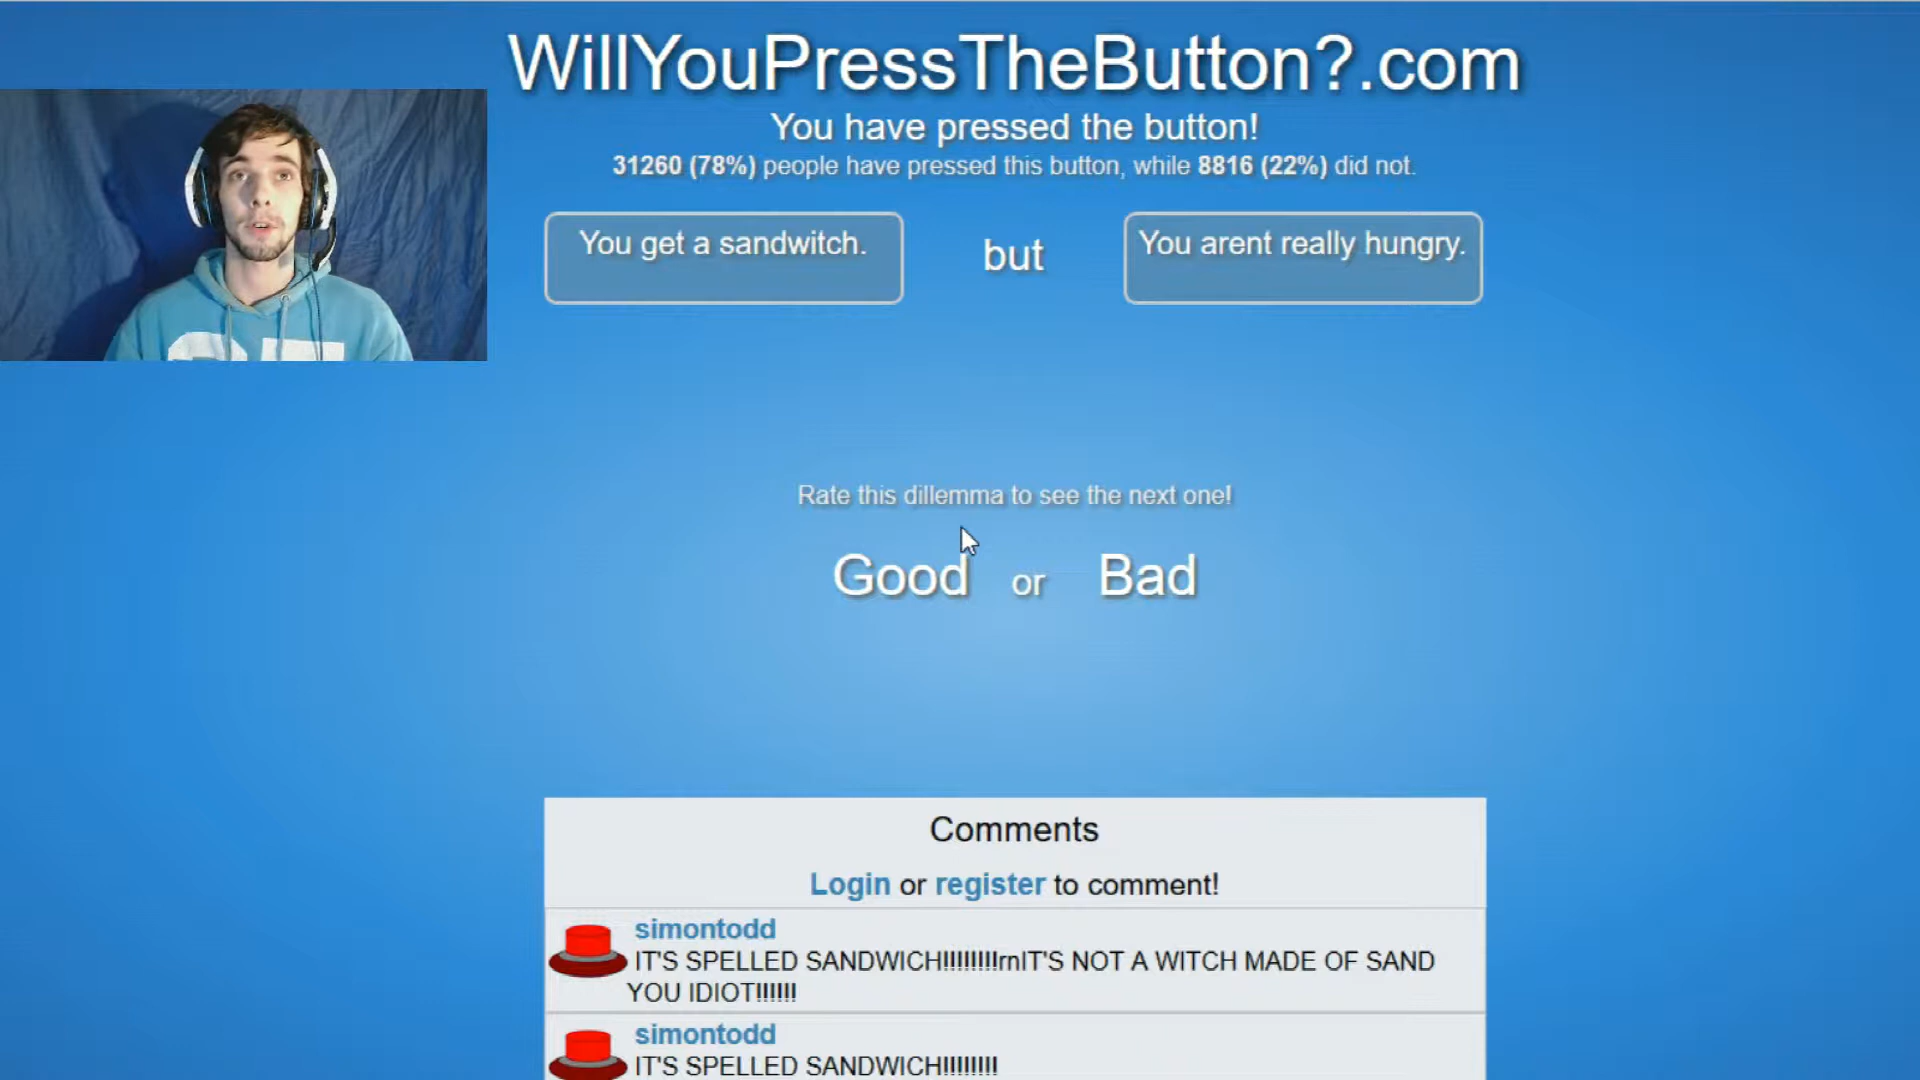 WillYouPressTheButton?.com
You have pressed the button!
31260 (78%) people have pressed this button, while 8816 (22%) did not.
You get a sandwitch.
but
You arent really hungry.
Rate this dillemma to see the next one!
Good or Bad
Comments
Login or register to comment!
simontodd
IT'S SPELLED SANDWICH!!!!!!!!rnIT'S NOT A WITCH MADE OF SAND
YOU IDIOT!!!!!!
simontodd
IT'S SPELLED SANDWICH!!!!!!!!